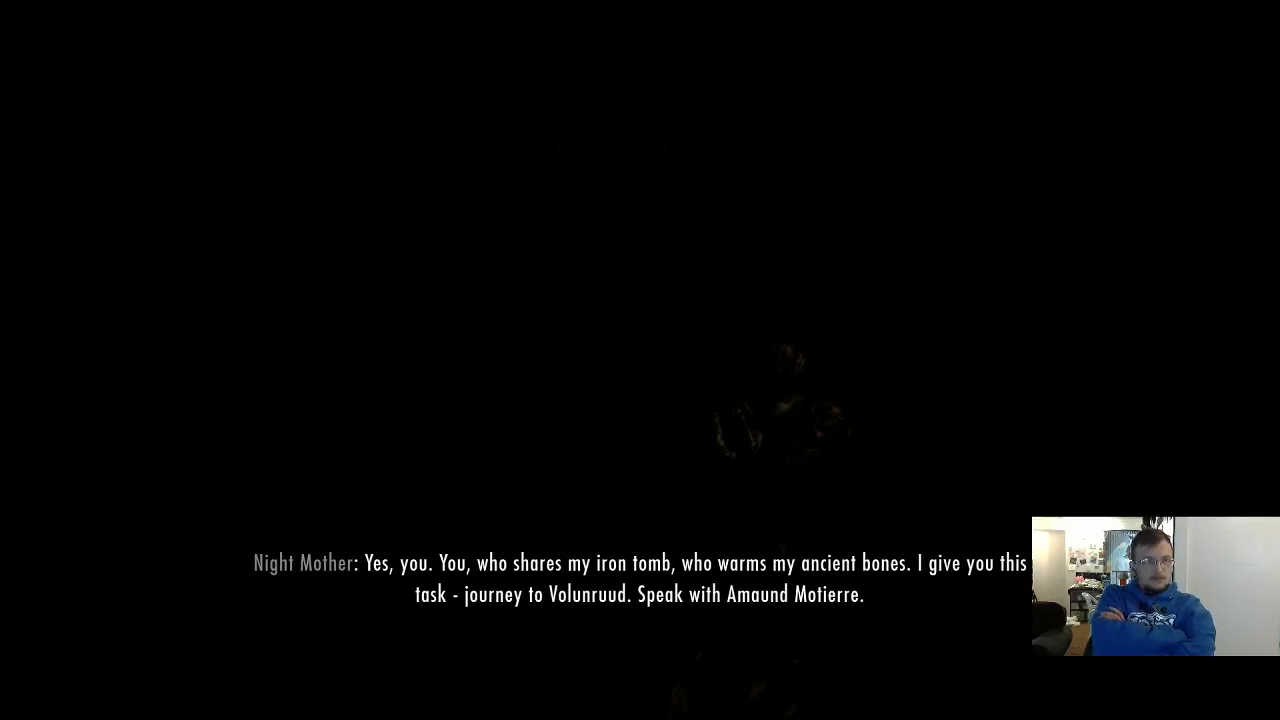 Night Mother: Yes, you. You, who shares my iron tomb, who warms my ancient bones. I give you this
task - journey to Volunruud. Speak with Amaund Motierre.